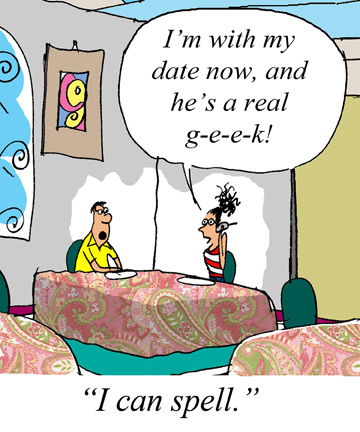 I'm with my
date now, and
he's a real
g-e-e-k!
"I can spell."